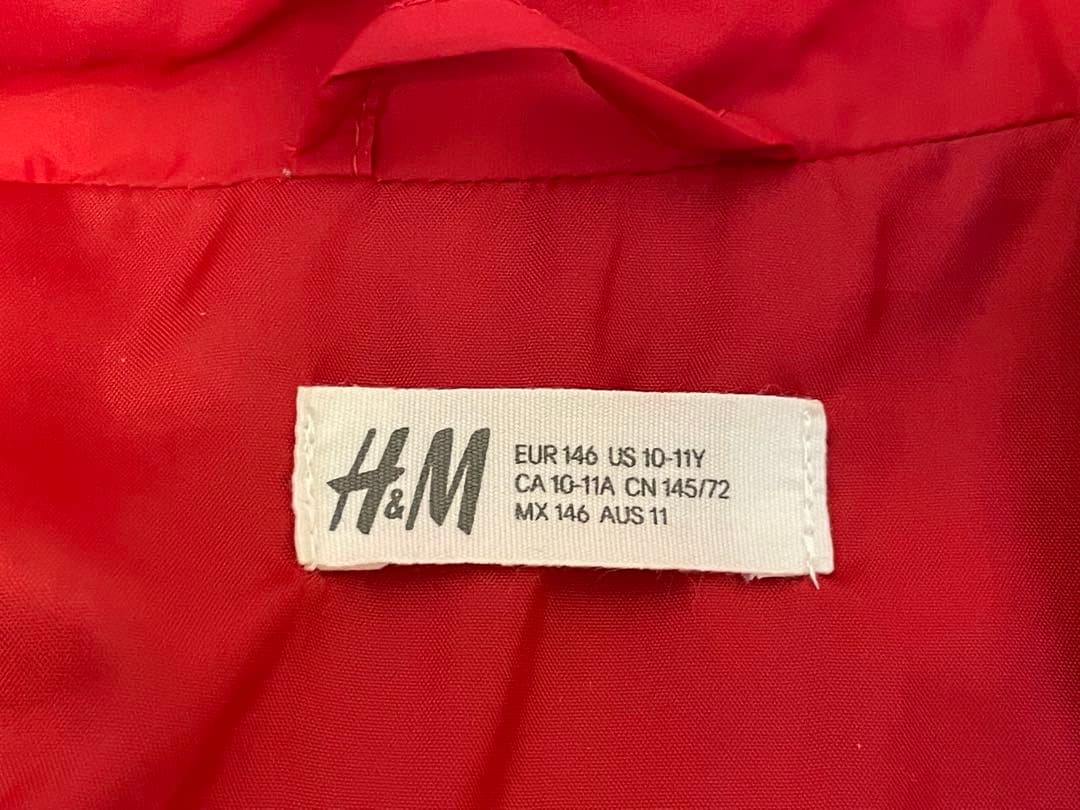 H&M
EUR 146 US 10-11Y
CA 10-11A CN 145/72
MX 146 AUS 11